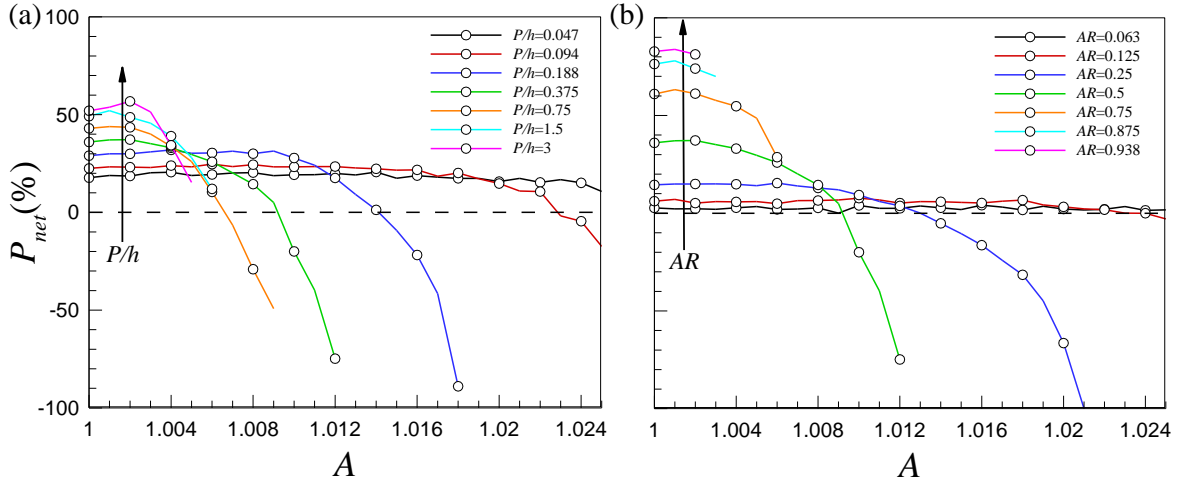 (a)
100
50
0
-50
-100
P_net(%)
P/h
P/h=0.047
P/h=0.094
P/h=0.188
P/h=0.375
P/h=0.75
P/h=1.5
P/h=3
1 1.004 1.008 1.012 1.016 1.02 1.024
A
(b)
AR
AR=0.063
AR=0.125
AR=0.25
AR=0.5
AR=0.75
AR=0.875
AR=0.938
1 1.004 1.008 1.012 1.016 1.02 1.024
A